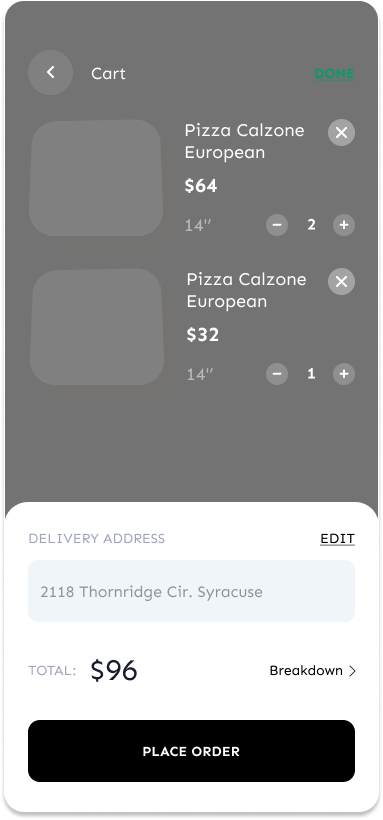 Cart
DONE
Pizza Calzone
European
$64
14″
2
Pizza Calzone
European
$32
14″
1
DELIVERY ADDRESS
EDIT
2118 Thornridge Cir. Syracuse
TOTAL:
$96
Breakdown
PLACE ORDER